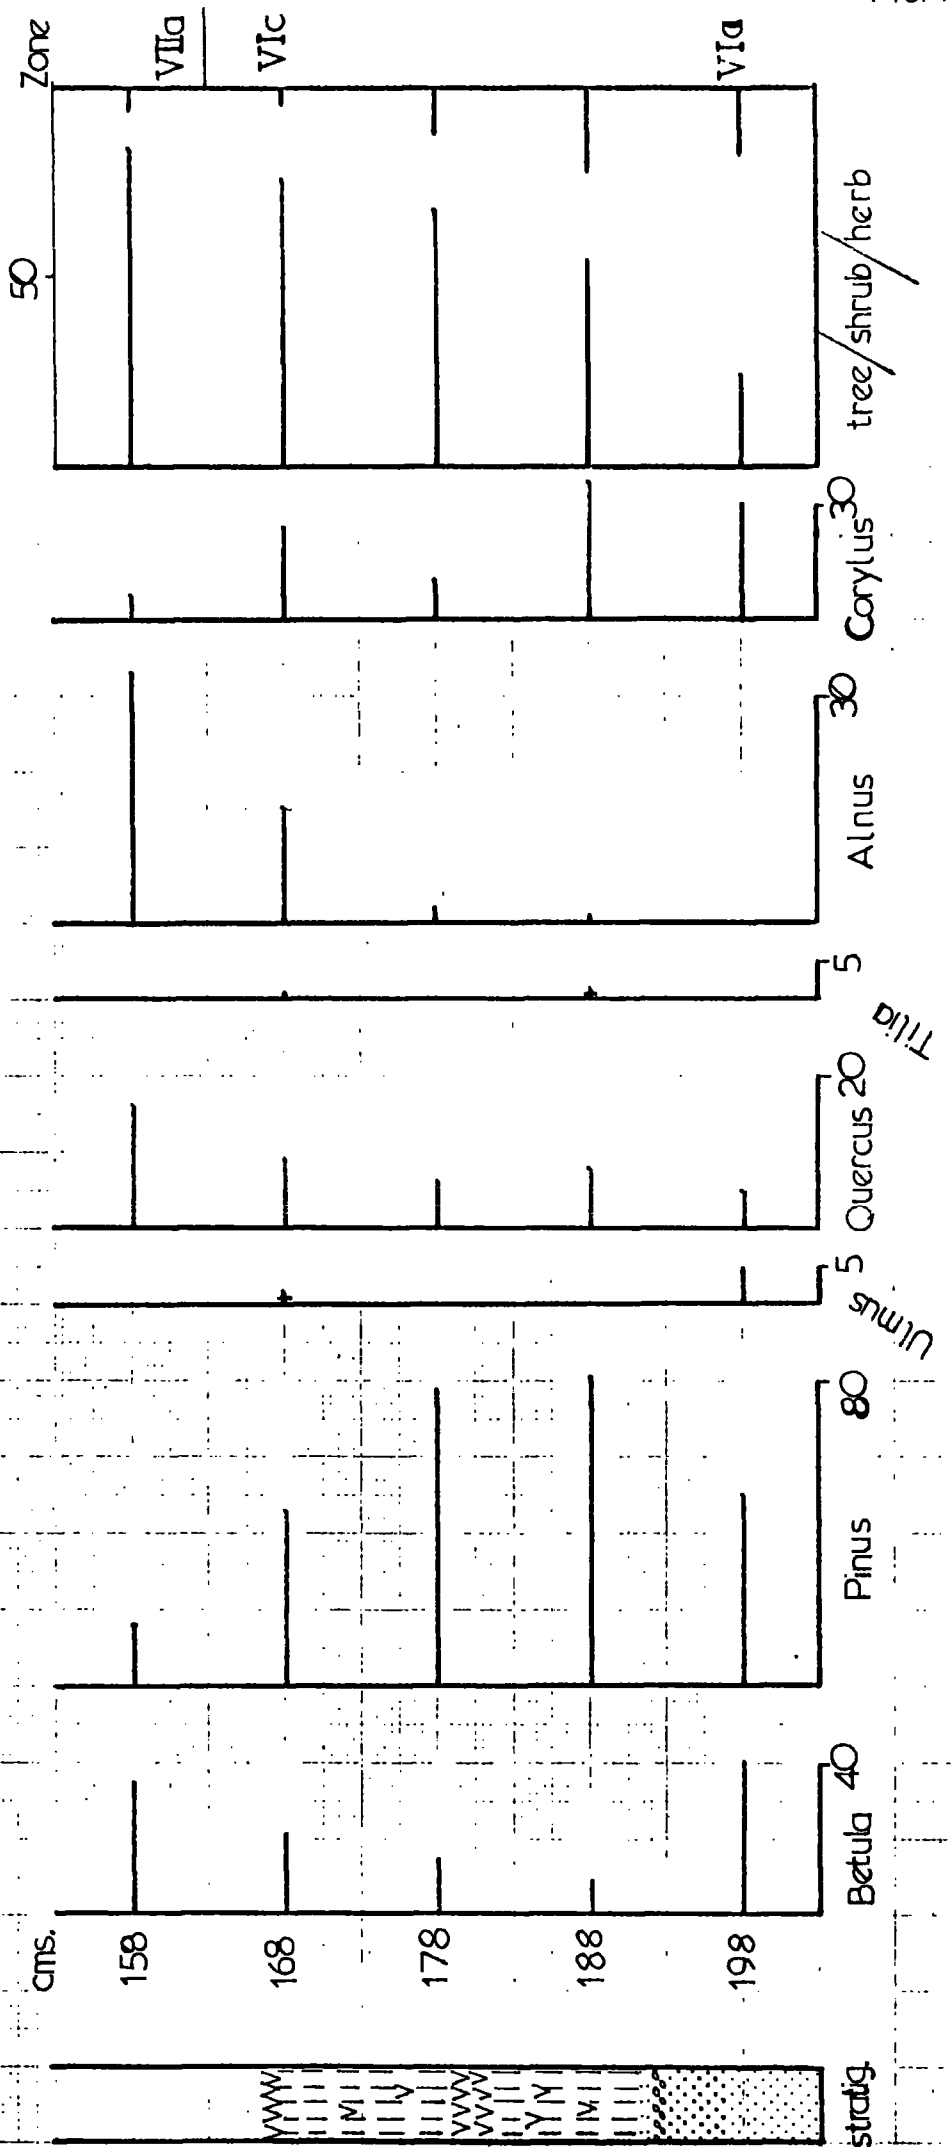 Zone
VIIa
VIc
VIa
50
tree/shrub/herb
Corylus 30
Alnus 30
Tilia 5
Quercus 20
Ulmus 5
Pinus 80
Betula 40
cms.
158
168
178
188
198
stratig.